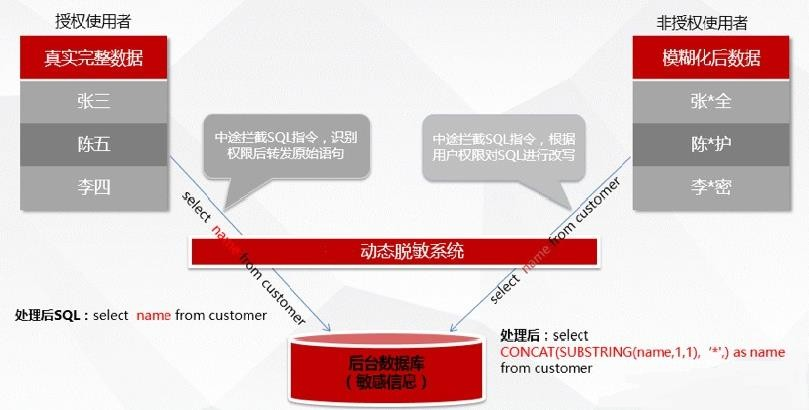 授权使用者
真实完整数据
张三
陈五
李四
非授权使用者
模糊化后数据
张*全
陈*护
李*密
中途拦截SQL指令，识别
权限后转发原始语句
中途拦截SQL指令，根据
用户权限对SQL进行改写
select name from customer
select name from customer
动态脱敏系统
处理后SQL：select name from customer
后台数据库
（敏感信息）
处理后：select
CONCAT(SUBSTRING(name,1,1), '*',) as name
from customer